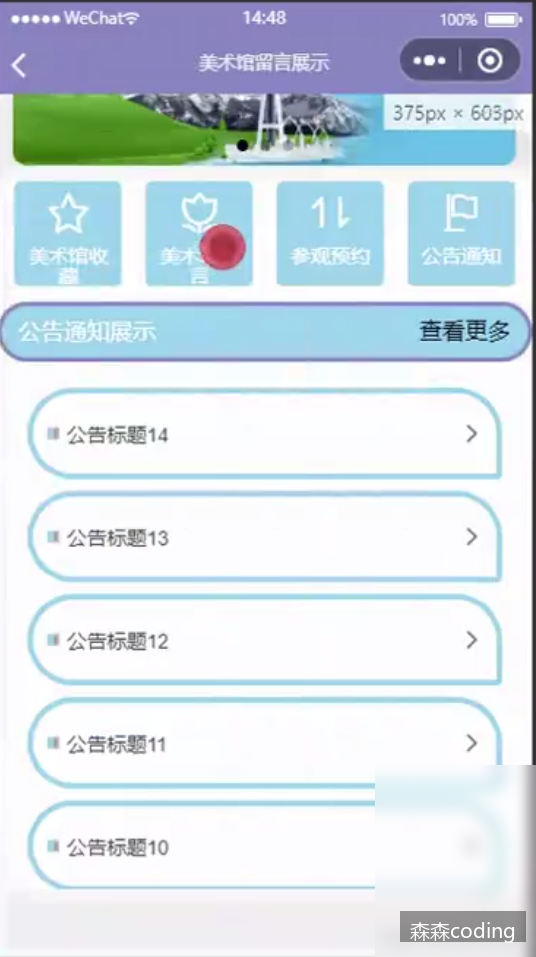 WeChat
14:48
100%
美术馆留言展示
375px × 603px
美术馆收
藏
美术
言
参观预约
公告通知
公告通知展示
查看更多
公告标题14
公告标题13
公告标题12
公告标题11
公告标题10
森森coding